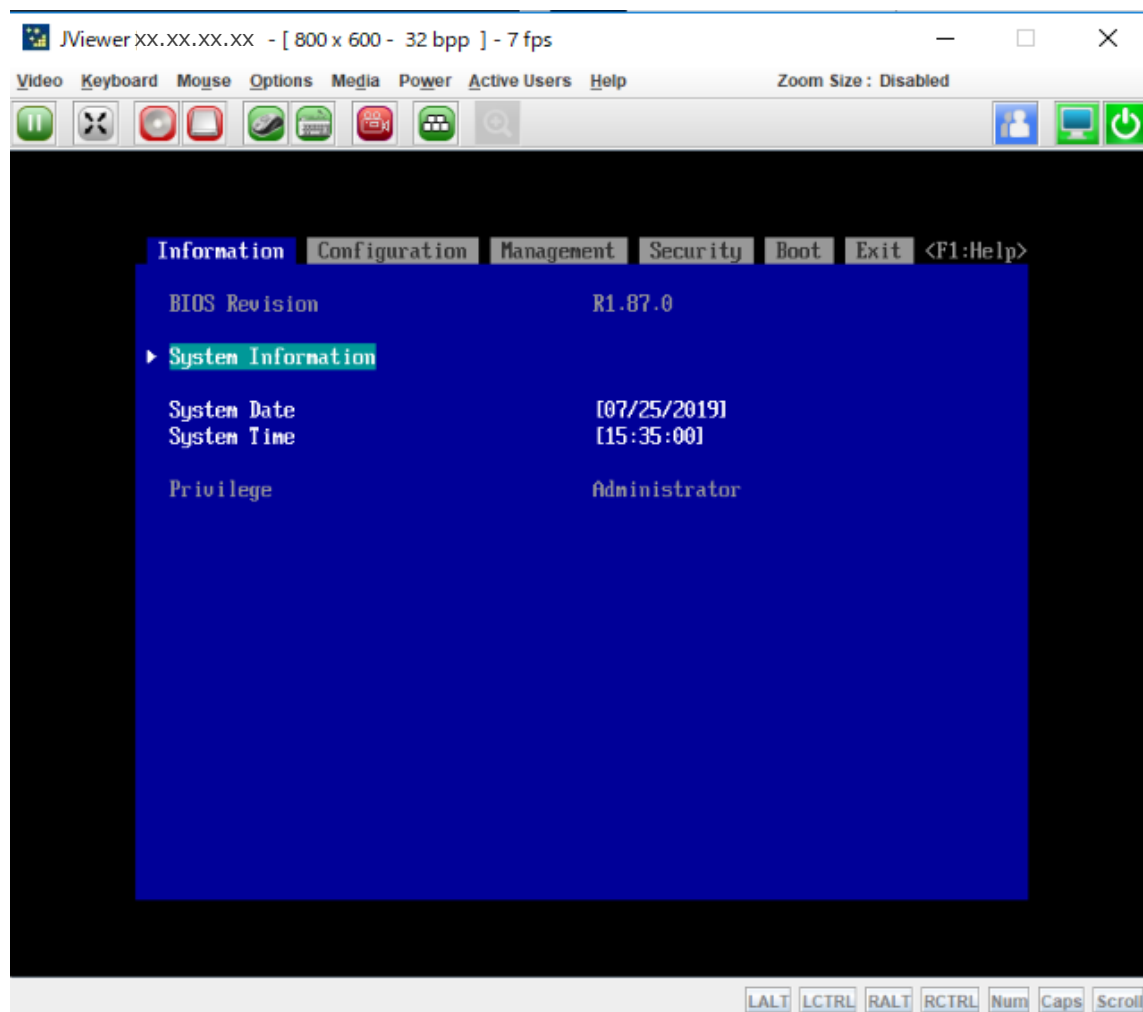 JViewer XX.XX.XX.XX - [ 800 x 600 - 32 bpp ] - 7 fps
Video Keyboard Mouse Options Media Power Active Users Help Zoom Size : Disabled
Information Configuration Management Security Boot Exit <F1:Help>
BIOS Revision R1.87.0
System Information
System Date [07/25/2019]
System Time [15:35:00]
Privilege Administrator
LALT LCTRL RALT RCTRL Num Caps Scroll